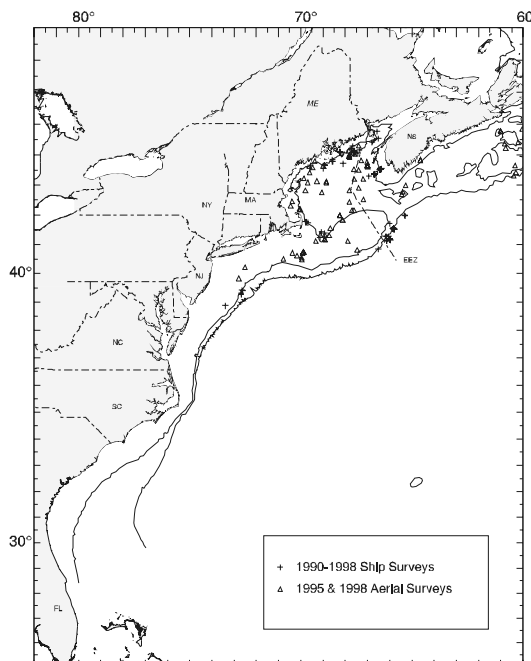 80° 70° 60
ME
NS
NY MA
40° NJ EEZ
NC
SC
30°
+ 1990-1998 Ship Surveys
△ 1995 & 1998 Aerial Surveys
FL